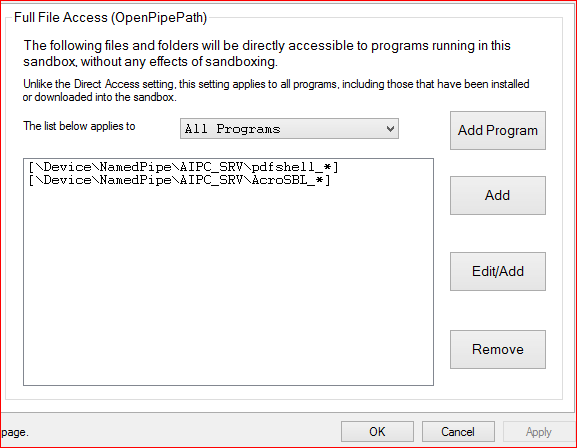 Full File Access (OpenPipePath)
The following files and folders will be directly accessible to programs running in this
sandbox, without any effects of sandboxing.
Unlike the Direct Access setting, this setting applies to all programs, including those that have been installed
or downloaded into the sandbox.
The list below applies to
All Programs
Add Program
[\Device\NamedPipe\AIPC_SRV\pdfshell_*]
[\Device\NamedPipe\AIPC_SRV\AcroSBL_*]
Add
Edit/Add
Remove
page.
OK
Cancel
Apply